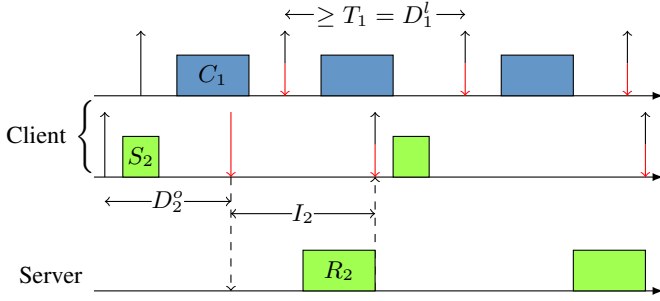 ≥ T₁ = D₁ˡ
C₁
Client
S₂
D₂ᵒ
I₂
R₂
Server